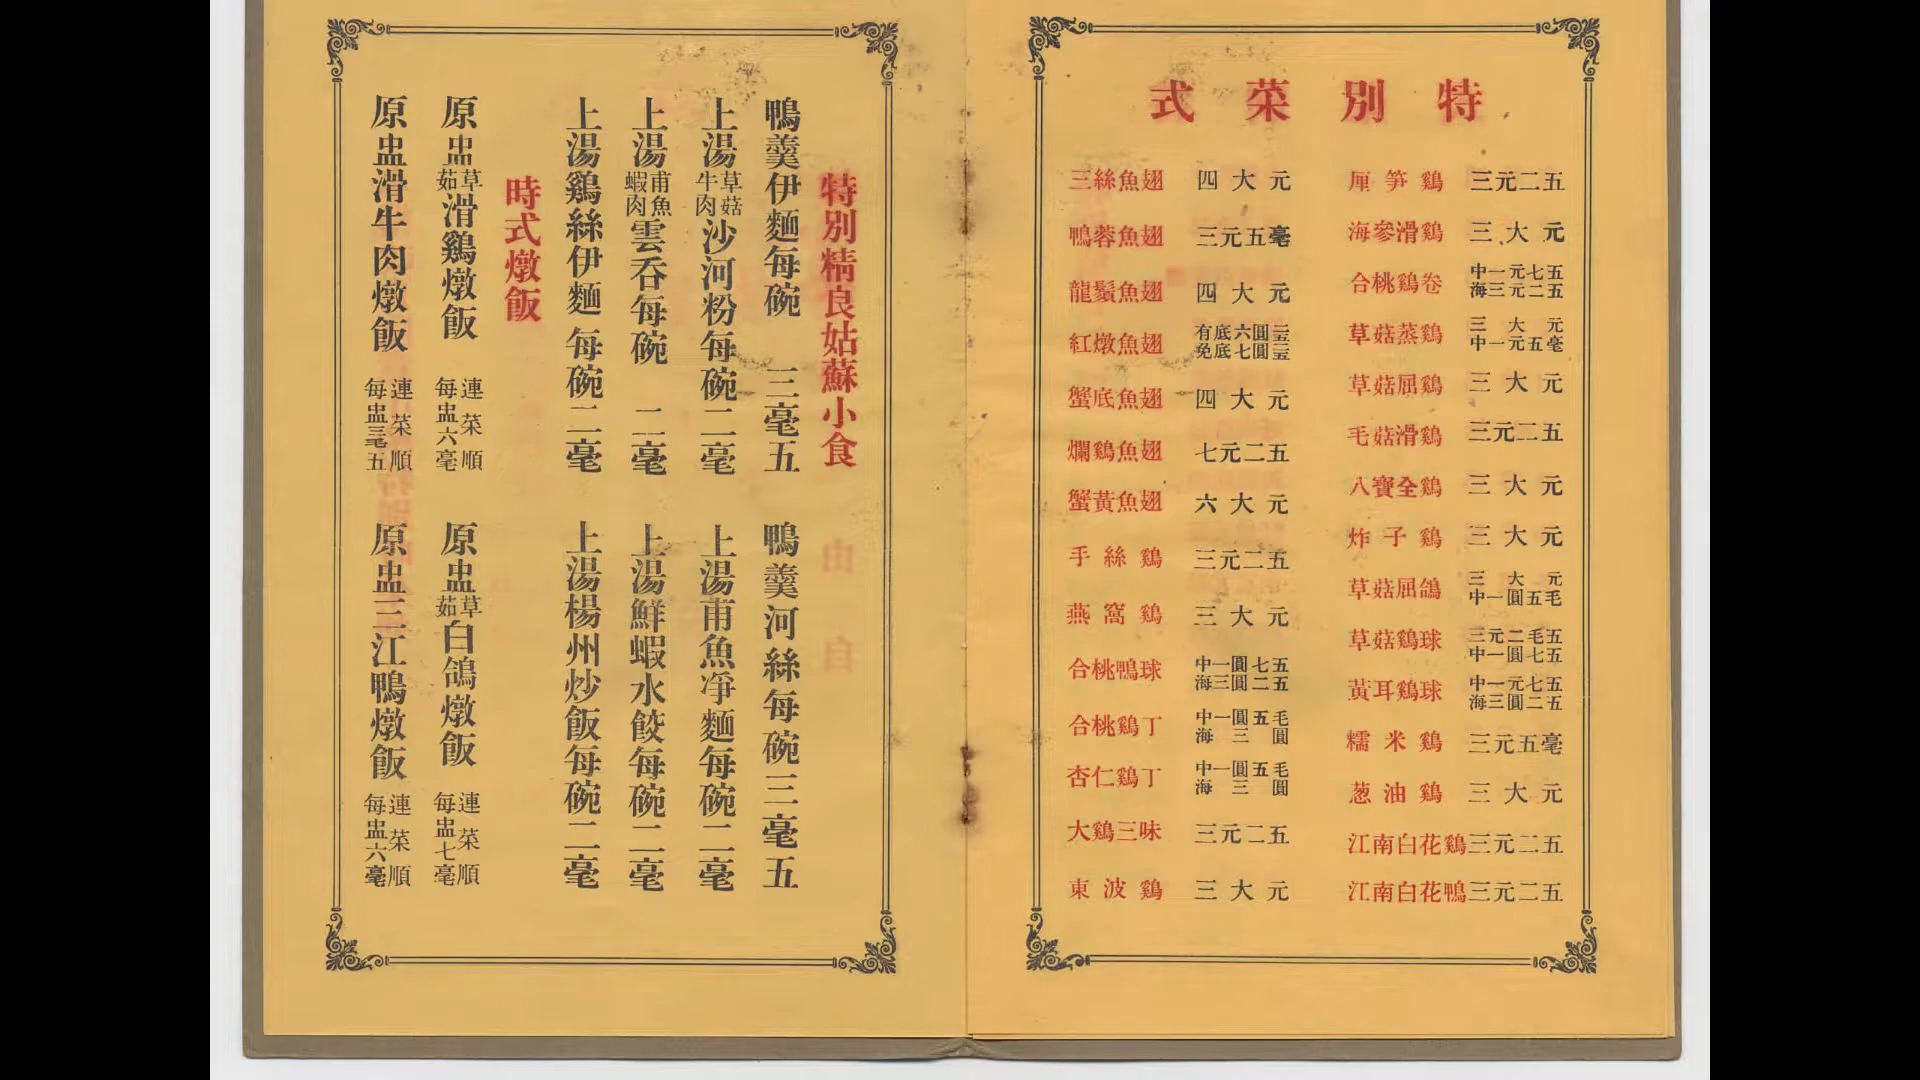 特別菜式
厘笋鷄 三元二五
海參滑鷄 三大元
合桃鷄卷 中一元七五 海三元二五
草菇蒸鷄 三大元 中一元五毫
草菇屈鷄 三大元
毛菇滑鷄 三元二五
八寶全鷄 三大元
炸子鷄 三大元
草菇屈鴿 三大元 中一圓五毛
草菇鷄球 三元二毛五 中一圓七五
黃耳鷄球 中一元七五 海三圓二五
糯米鷄 三元五毫
葱油鷄 三大元
江南白花鷄 三元二五
江南白花鴨 三元二五
三絲魚翅 四大元
鴨蓉魚翅 三元五毫
龍鬚魚翅 四大元
紅燉魚翅 有底六圓 免底七圓
蟹底魚翅 四大元
爛鷄魚翅 七元二五
蟹黃魚翅 六大元
手絲鷄 三元二五
燕窩鷄 三大元
合桃鴨球 中一圓七五 海三圓二五
合桃鷄丁 中一圓五毛 海三圓
杏仁鷄丁 中一圓五毛 海三圓
大鷄三味 三元二五
東波鷄 三大元
特別精良姑蘇小食
鴨羹伊麵每碗 三毫五
鴨羹河絲每碗三毫五
上湯草菇牛肉沙河粉每碗二毫
上湯甫魚淨麵每碗二毫
上湯甫魚蝦肉雲吞每碗 二毫
上湯鮮蝦水餃每碗二毫
上湯鷄絲伊麵 每碗二毫
上湯楊州炒飯每碗二毫
時式燉飯
原盅草菇滑鷄燉飯 連菜順每盅六毫
原盅草菇白鴿燉飯 連菜順每盅七毫
原盅滑牛肉燉飯 連菜順每盅三毫五
原盅三江鴨燉飯 連菜順每盅六毫